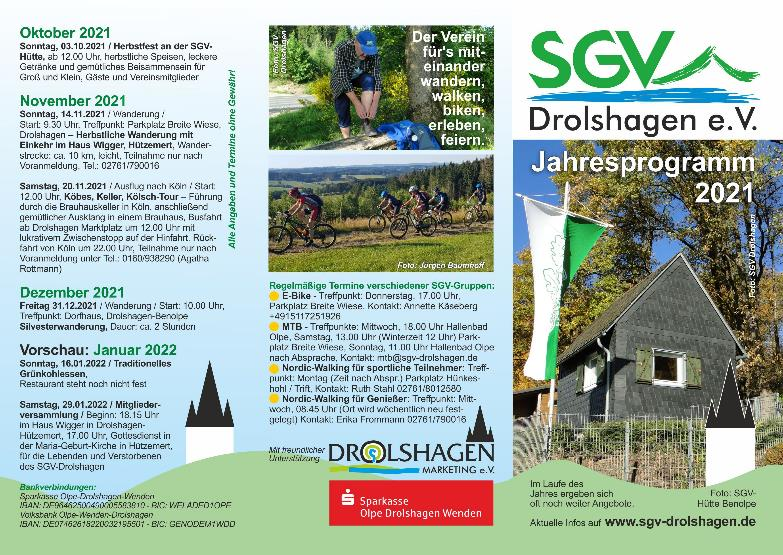 Oktober 2021
Sonntag, 03.10.2021 / Herbstfest an der SGV-
Hütte, ab 12.00 Uhr, herbstliche Speisen, leckere
Getränke und gemütliches Beisammensein für
Groß und Klein, Gäste und Vereinsmitglieder
November 2021
Sonntag, 14.11.2021 / Wanderung /
Start: 9.30 Uhr, Treffpunkt: Parkplatz Breite Wiese,
Drolshagen – Herbstliche Wanderung mit
Einkehr im Haus Wigger, Hützemert, Wander-
strecke: ca. 10 km, leicht, Teilnahme nur nach
Voranmeldung. Tel.: 02761/790016
Samstag, 20.11.2021 / Ausflug nach Köln / Start:
12.00 Uhr, Köbes, Keller, Kölsch-Tour – Führung
durch die Brauhauskeller in Köln, anschließend
gemütlicher Ausklang in einem Brauhaus, Busfahrt
ab Drolshagen Marktplatz um 12.00 Uhr mit
lukrativem Zwischenstopp auf der Hinfahrt. Rück-
fahrt von Köln um 22.00 Uhr, Teilnahme nur nach
Voranmeldung unter Tel.: 0160/938290 (Agatha
Rottmann)
Dezember 2021
Freitag 31.12.2021 / Wanderung / Start: 10.00 Uhr,
Treffpunkt: Dorfhaus, Drolshagen-Benolpe
Silvesterwanderung, Dauer: ca. 2 Stunden
Vorschau: Januar 2022
Sonntag, 16.01.2022 / Traditionelles
Grünkohlessen,
Restaurant steht noch nicht fest
Samstag, 29.01.2022 / Mitglieder-
versammlung / Beginn: 18.15 Uhr
im Haus Wigger in Drolshagen-
Hützemert, 17.00 Uhr, Gottesdienst in
der Maria-Geburt-Kirche in Hützemert,
für die Lebenden und Verstorbenen
des SGV-Drolshagen
Bankverbindungen:
Sparkasse Olpe-Drolshagen-Wenden
BIC: WELADED1OPE
Volksbank Olpe-Wenden-Drolshagen
BIC: GENODEM1WDD
Alle Angaben und Termine ohne Gewähr!
Foto: SGV
Drolshagen
Der Verein
für's mit-
einander
wandern,
walken,
biken,
erleben,
feiern.
Foto: Jürgen Baumhoff
Regelmäßige Termine verschiedener SGV-Gruppen:
E-Bike - Treffpunkt: Donnerstag, 17.00 Uhr,
Parkplatz Breite Wiese, Kontakt: Annette Käseberg
+4915117251926
MTB - Treffpunkte: Mittwoch, 18.00 Uhr Hallenbad
Olpe, Samstag, 13.00 Uhr (Winterzeit 12 Uhr) Park-
platz Breite Wiese, Sonntag, 11.00 Uhr Hallenbad Olpe
nach Absprache, Kontakt: mtb@sgv-drolshagen.de
Nordic-Walking für sportliche Teilnehmer: Treff-
punkt: Montag (Zeit nach Abspr.) Parkplatz Hünkes-
hohl / Trift, Kontakt: Ruth Stahl 02761/8012580
Nordic-Walking für Genießer: Treffpunkt: Mitt-
woch, 08.45 Uhr (Ort wird wöchentlich neu fest-
gelegt) Kontakt: Erika Frommann 02761/790016
Mit freundlicher
Unterstützung
DROLSHAGEN
MARKETING e.V.
Sparkasse
Olpe Drolshagen Wenden
SGV
Drolshagen e.V.
Jahresprogramm
2021
Foto: SGV Drolshagen
Im Laufe des
Jahres ergeben sich
oft noch weiter Angebote.
Foto: SGV-
Hütte Benolpe
Aktuelle Infos auf www.sgv-drolshagen.de